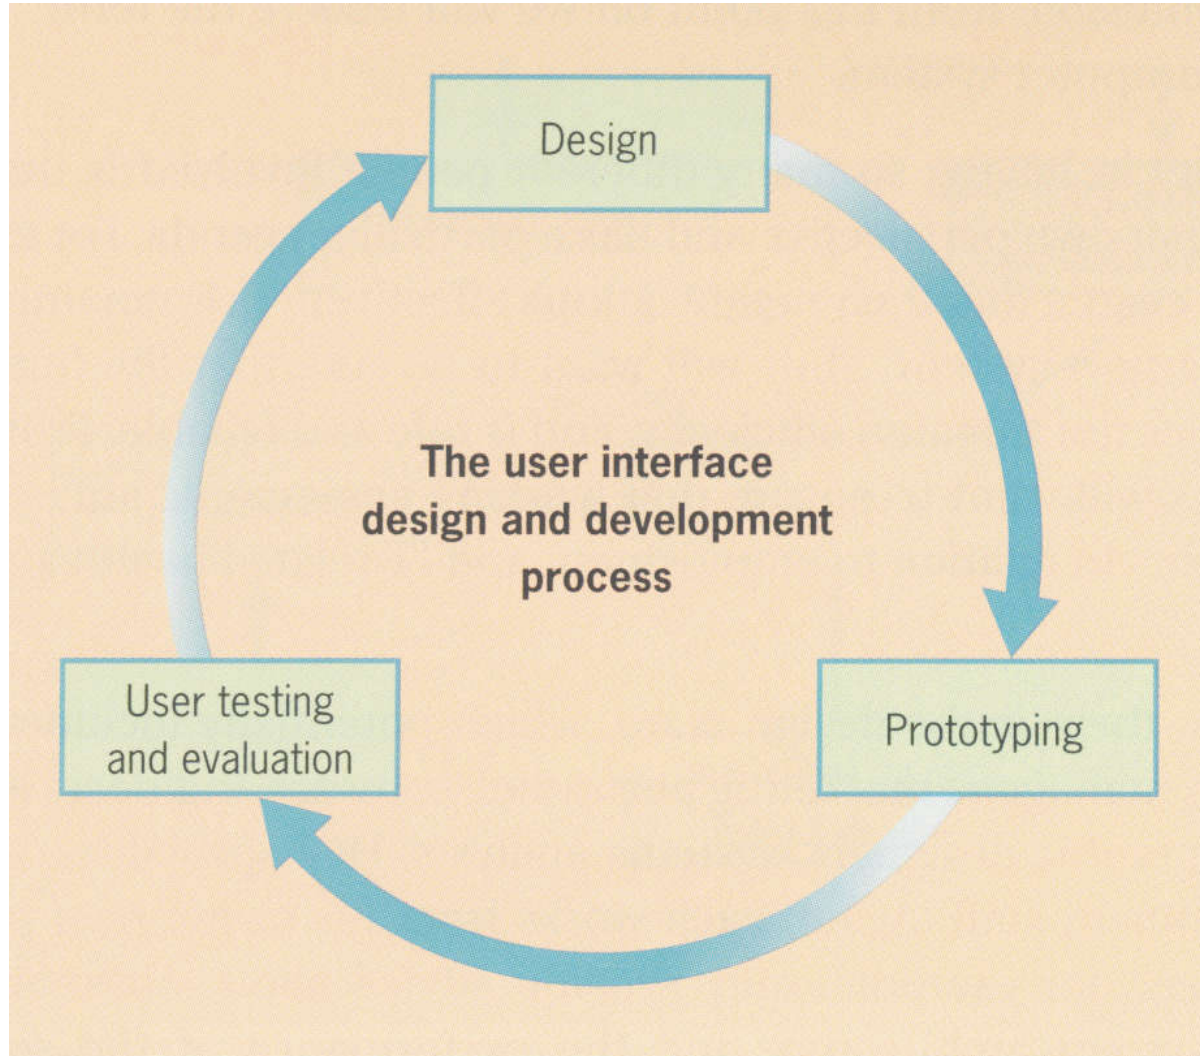 Design
The user interface
design and development
process
User testing
and evaluation
Prototyping